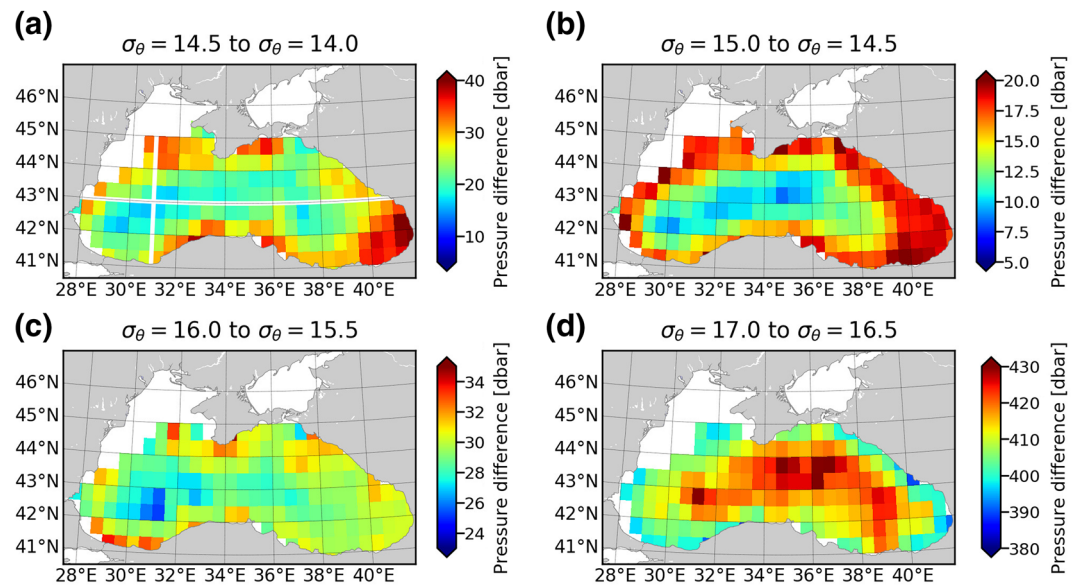 (a)
σθ = 14.5 to σθ = 14.0
46°N
45°N
44°N
43°N
42°N
41°N
28°E 30°E 32°E 34°E 36°E 38°E 40°E
40
30
20
10
Pressure difference [dbar]
(b)
σθ = 15.0 to σθ = 14.5
46°N
45°N
44°N
43°N
42°N
41°N
28°E 30°E 32°E 34°E 36°E 38°E 40°E
20.0
17.5
15.0
12.5
10.0
7.5
5.0
Pressure difference [dbar]
(c)
σθ = 16.0 to σθ = 15.5
46°N
45°N
44°N
43°N
42°N
41°N
28°E 30°E 32°E 34°E 36°E 38°E 40°E
34
32
30
28
26
24
Pressure difference [dbar]
(d)
σθ = 17.0 to σθ = 16.5
46°N
45°N
44°N
43°N
42°N
41°N
28°E 30°E 32°E 34°E 36°E 38°E 40°E
430
420
410
400
390
380
Pressure difference [dbar]